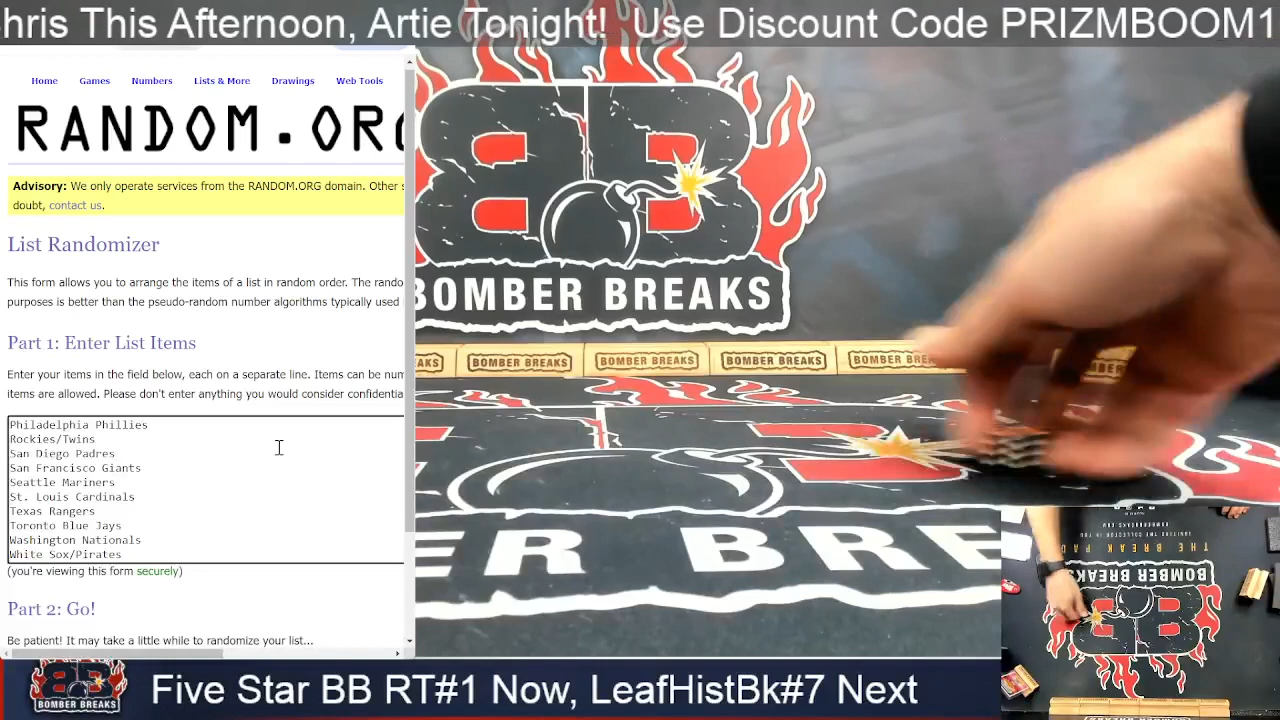 hris This Afternoon, Artie Tonight! Use Discount Code PRIZMBOOM1
Home Games Numbers Lists & More Drawings Web Tools
RANDOM.ORG
Advisory: We only operate services from the RANDOM.ORG domain. Other s
doubt, contact us.
List Randomizer
This form allows you to arrange the items of a list in random order. The rando
purposes is better than the pseudo-random number algorithms typically used
Part 1: Enter List Items
Enter your items in the field below, each on a separate line. Items can be num
items are allowed. Please don't enter anything you would consider confidentia
Philadelphia Phillies
Rockies/Twins
San Diego Padres
San Francisco Giants
Seattle Mariners
St. Louis Cardinals
Texas Rangers
Toronto Blue Jays
Washington Nationals
White Sox/Pirates
(you're viewing this form securely)
Part 2: Go!
Be patient! It may take a little while to randomize your list...
BB
BOMBER BREAKS
BREAKS BOMBER BREAKS BOMBER BREAKS BOMBER BREAKS BOMBER BREAKS
ER BRE
THE BREAK PAD
BOMBER BREAKS
BB
BB
BOMBER BREAKS
Five Star BB RT#1 Now, LeafHistBk#7 Next